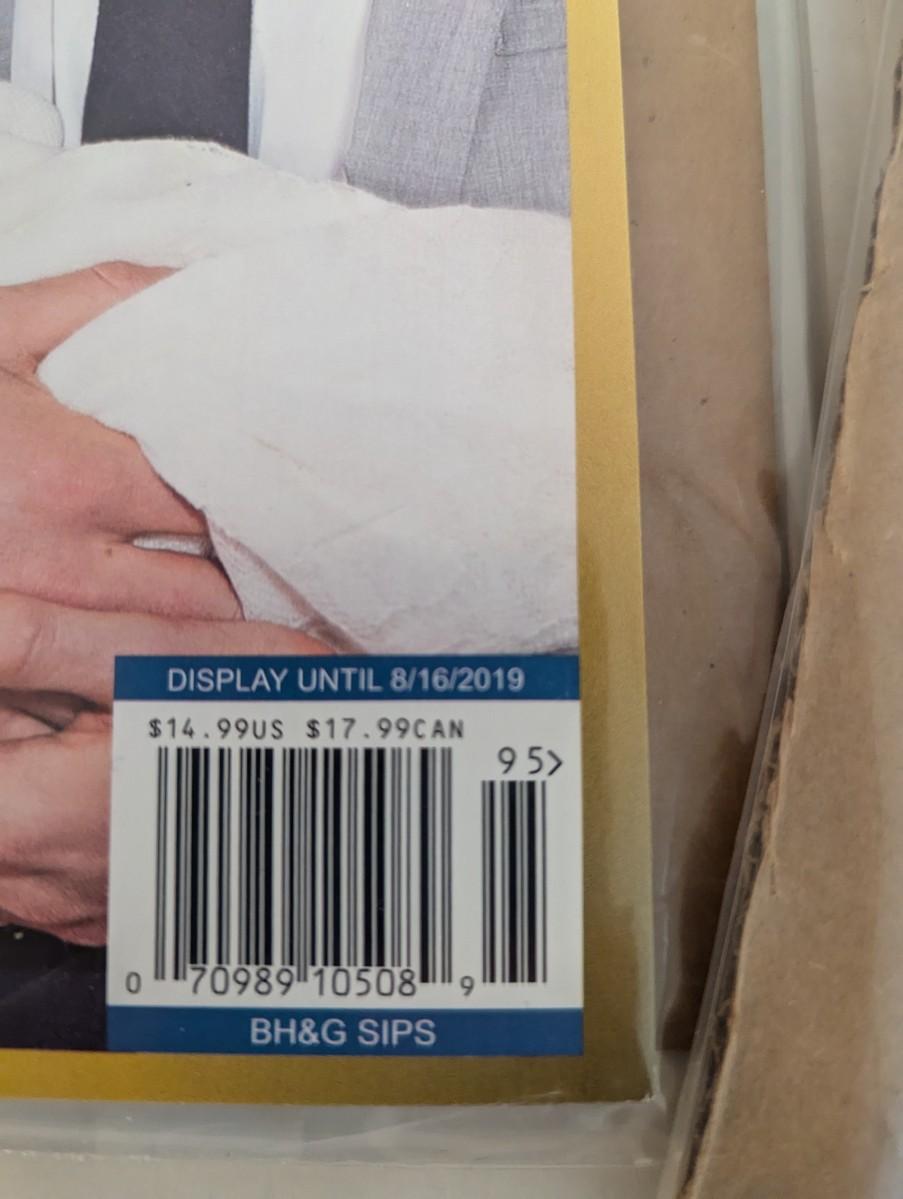 DISPLAY UNTIL 8/16/2019
$14.99US $17.99CAN
95>
0 70989 10508 9
BH&G SIPS